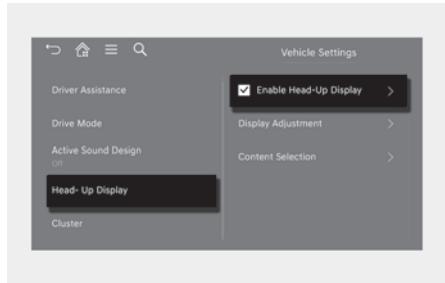 Vehicle Settings
Driver Assistance
Drive Mode
Active Sound Design
Off
Head- Up Display
Cluster
Enable Head-Up Display
Display Adjustment
Content Selection